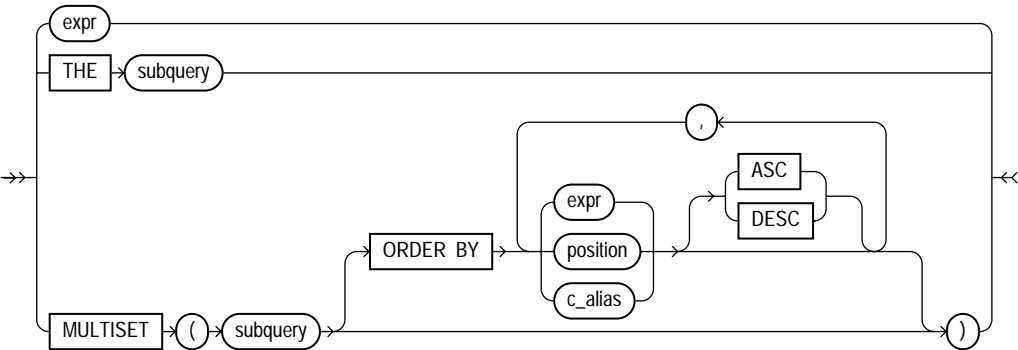 expr
THE subquery
,
ASC
expr
DESC
ORDER BY position
c_alias
MULTISET ( subquery )